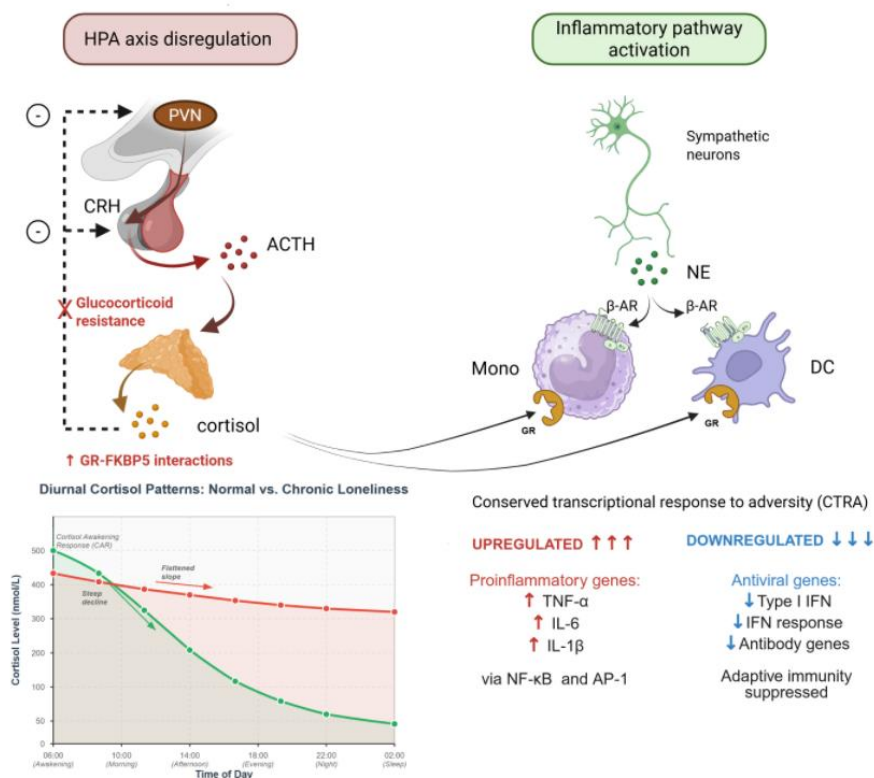 HPA axis disregulation
PVN
CRH
ACTH
Glucocorticoid
resistance
cortisol
↑ GR-FKBP5 interactions
-
-
X
Inflammatory pathway
activation
Sympathetic
neurons
NE
β-AR
β-AR
Mono
DC
GR
GR
Diurnal Cortisol Patterns: Normal vs. Chronic Loneliness
Cortisol Awakening
Response (CAR)
Flattened
slope
Sleep
decline
Cortisol Level (nmol/L)
500
400
300
200
100
50
0
06:00
(Awakening)
10:00
(Morning)
14:00
(Afternoon)
18:00
(Evening)
22:00
(Night)
02:00
(Sleep)
Time of Day
Conserved transcriptional response to adversity (CTRA)
UPREGULATED ↑↑↑
Proinflammatory genes:
↑ TNF-α
↑ IL-6
↑ IL-1β
via NF-κB and AP-1
DOWNREGULATED ↓↓↓
Antiviral genes:
↓Type I IFN
↓IFN response
↓Antibody genes
Adaptive immunity
suppressed